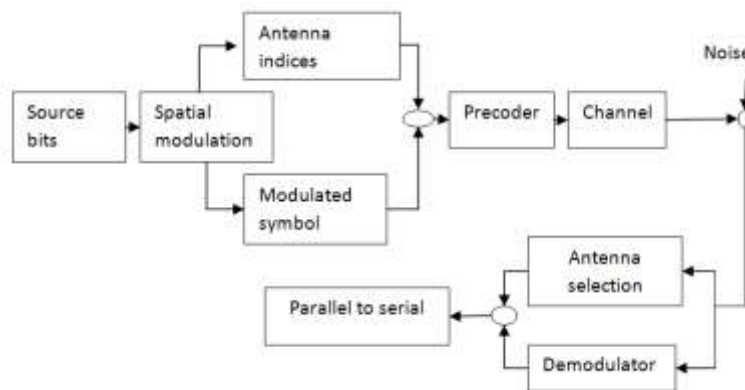 Antenna
indices
Noise
Source
bits
Spatial
modulation
Precoder
Channel
Modulated
symbol
Antenna
selection
Parallel to serial
Demodulator